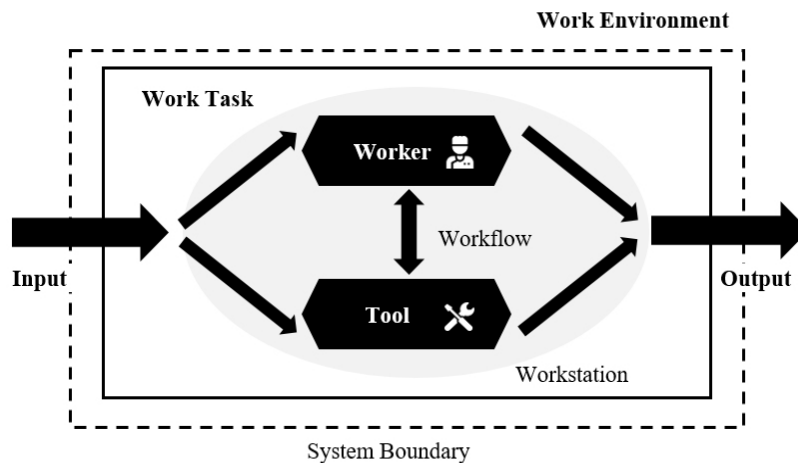 Work Environment
Work Task
Worker
Workflow
Input
Output
Tool
Workstation
System Boundary